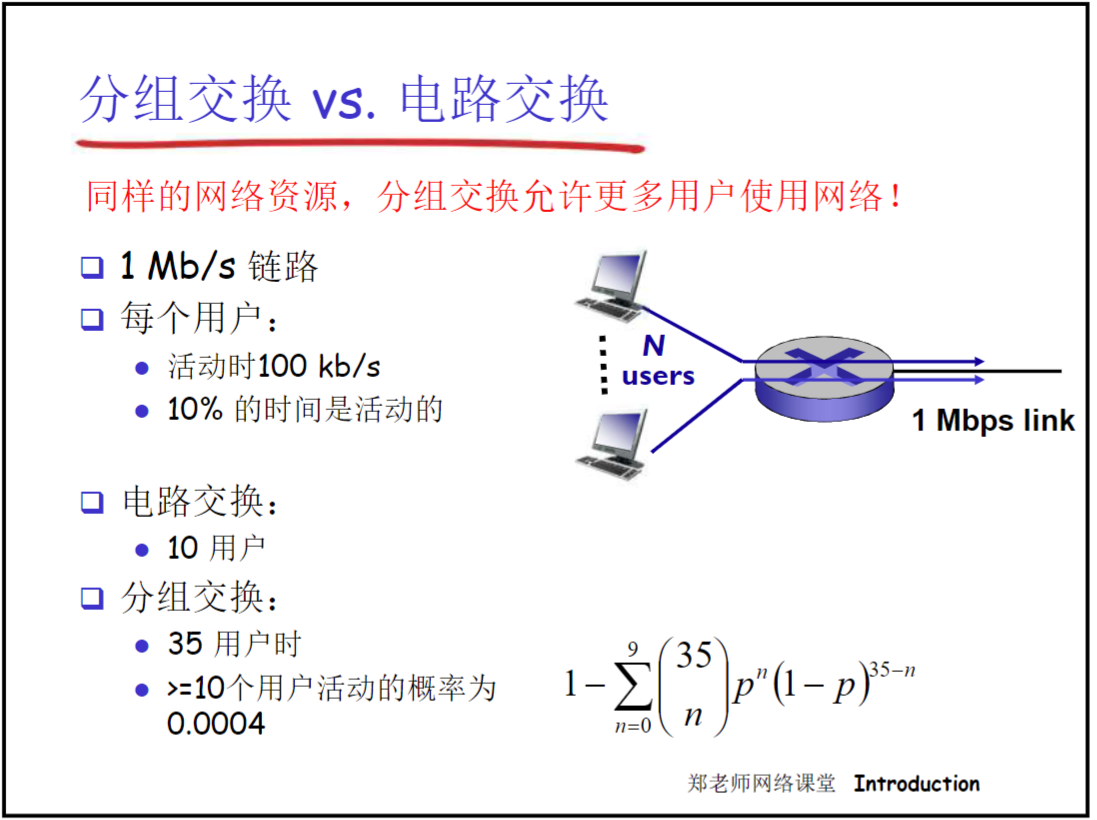 分组交换 vs. 电路交换
同样的网络资源，分组交换允许更多用户使用网络！
1 Mb/s 链路
每个用户：
活动时100 kb/s
10% 的时间是活动的
N
users
1 Mbps link
电路交换：
10 用户
分组交换：
35 用户时
>=10个用户活动的概率为
0.0004
1 − ∑_{n=0}^{9} (35 n) p^n (1 − p)^{35−n}
郑老师网络课堂 Introduction